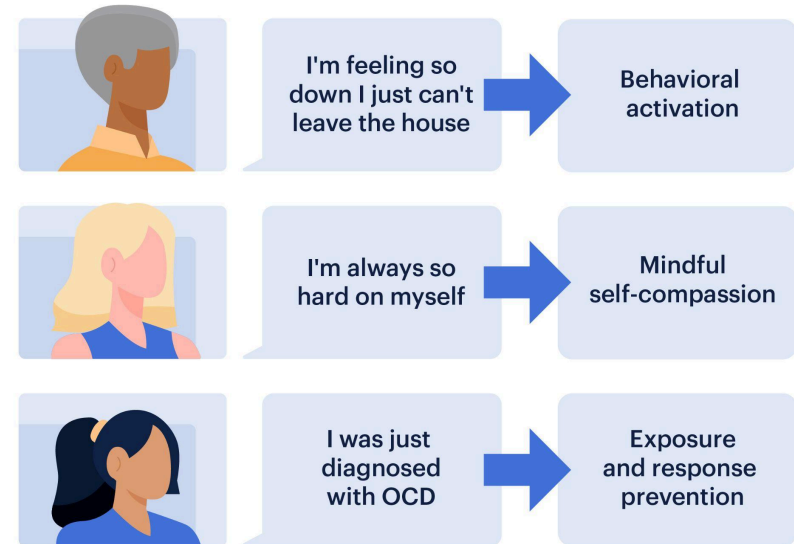 I'm feeling so
down I just can't
leave the house
Behavioral
activation
I'm always so
hard on myself
Mindful
self-compassion
I was just
diagnosed
with OCD
Exposure
and response
prevention